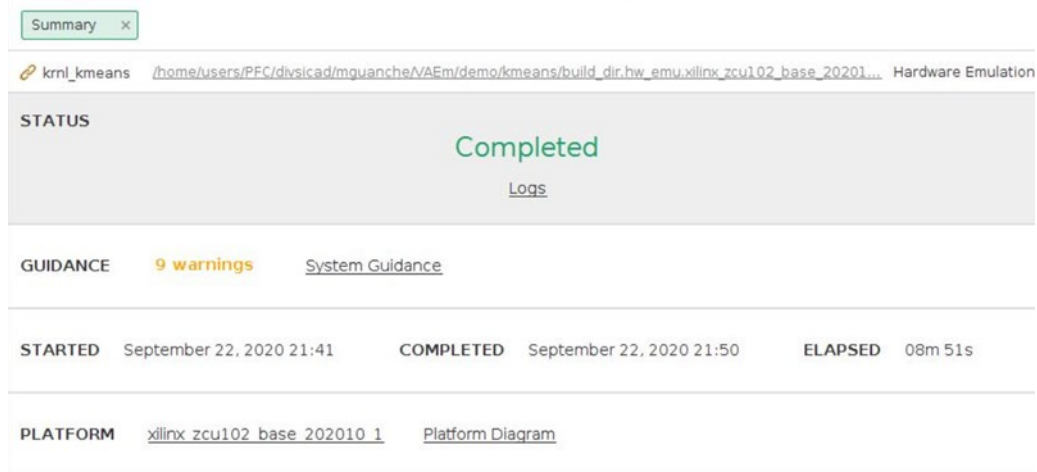 Summary ×
krnl_kmeans /home/users/PFC/divsicad/mguanche/VAEm/demo/kmeans/build_dir.hw_emu.xilinx_zcu102_base_20201... Hardware Emulation
STATUS
Completed
Logs
GUIDANCE 9 warnings System Guidance
STARTED September 22, 2020 21:41 COMPLETED September 22, 2020 21:50 ELAPSED 08m 51s
PLATFORM xilinx_zcu102_base_202010_1 Platform Diagram